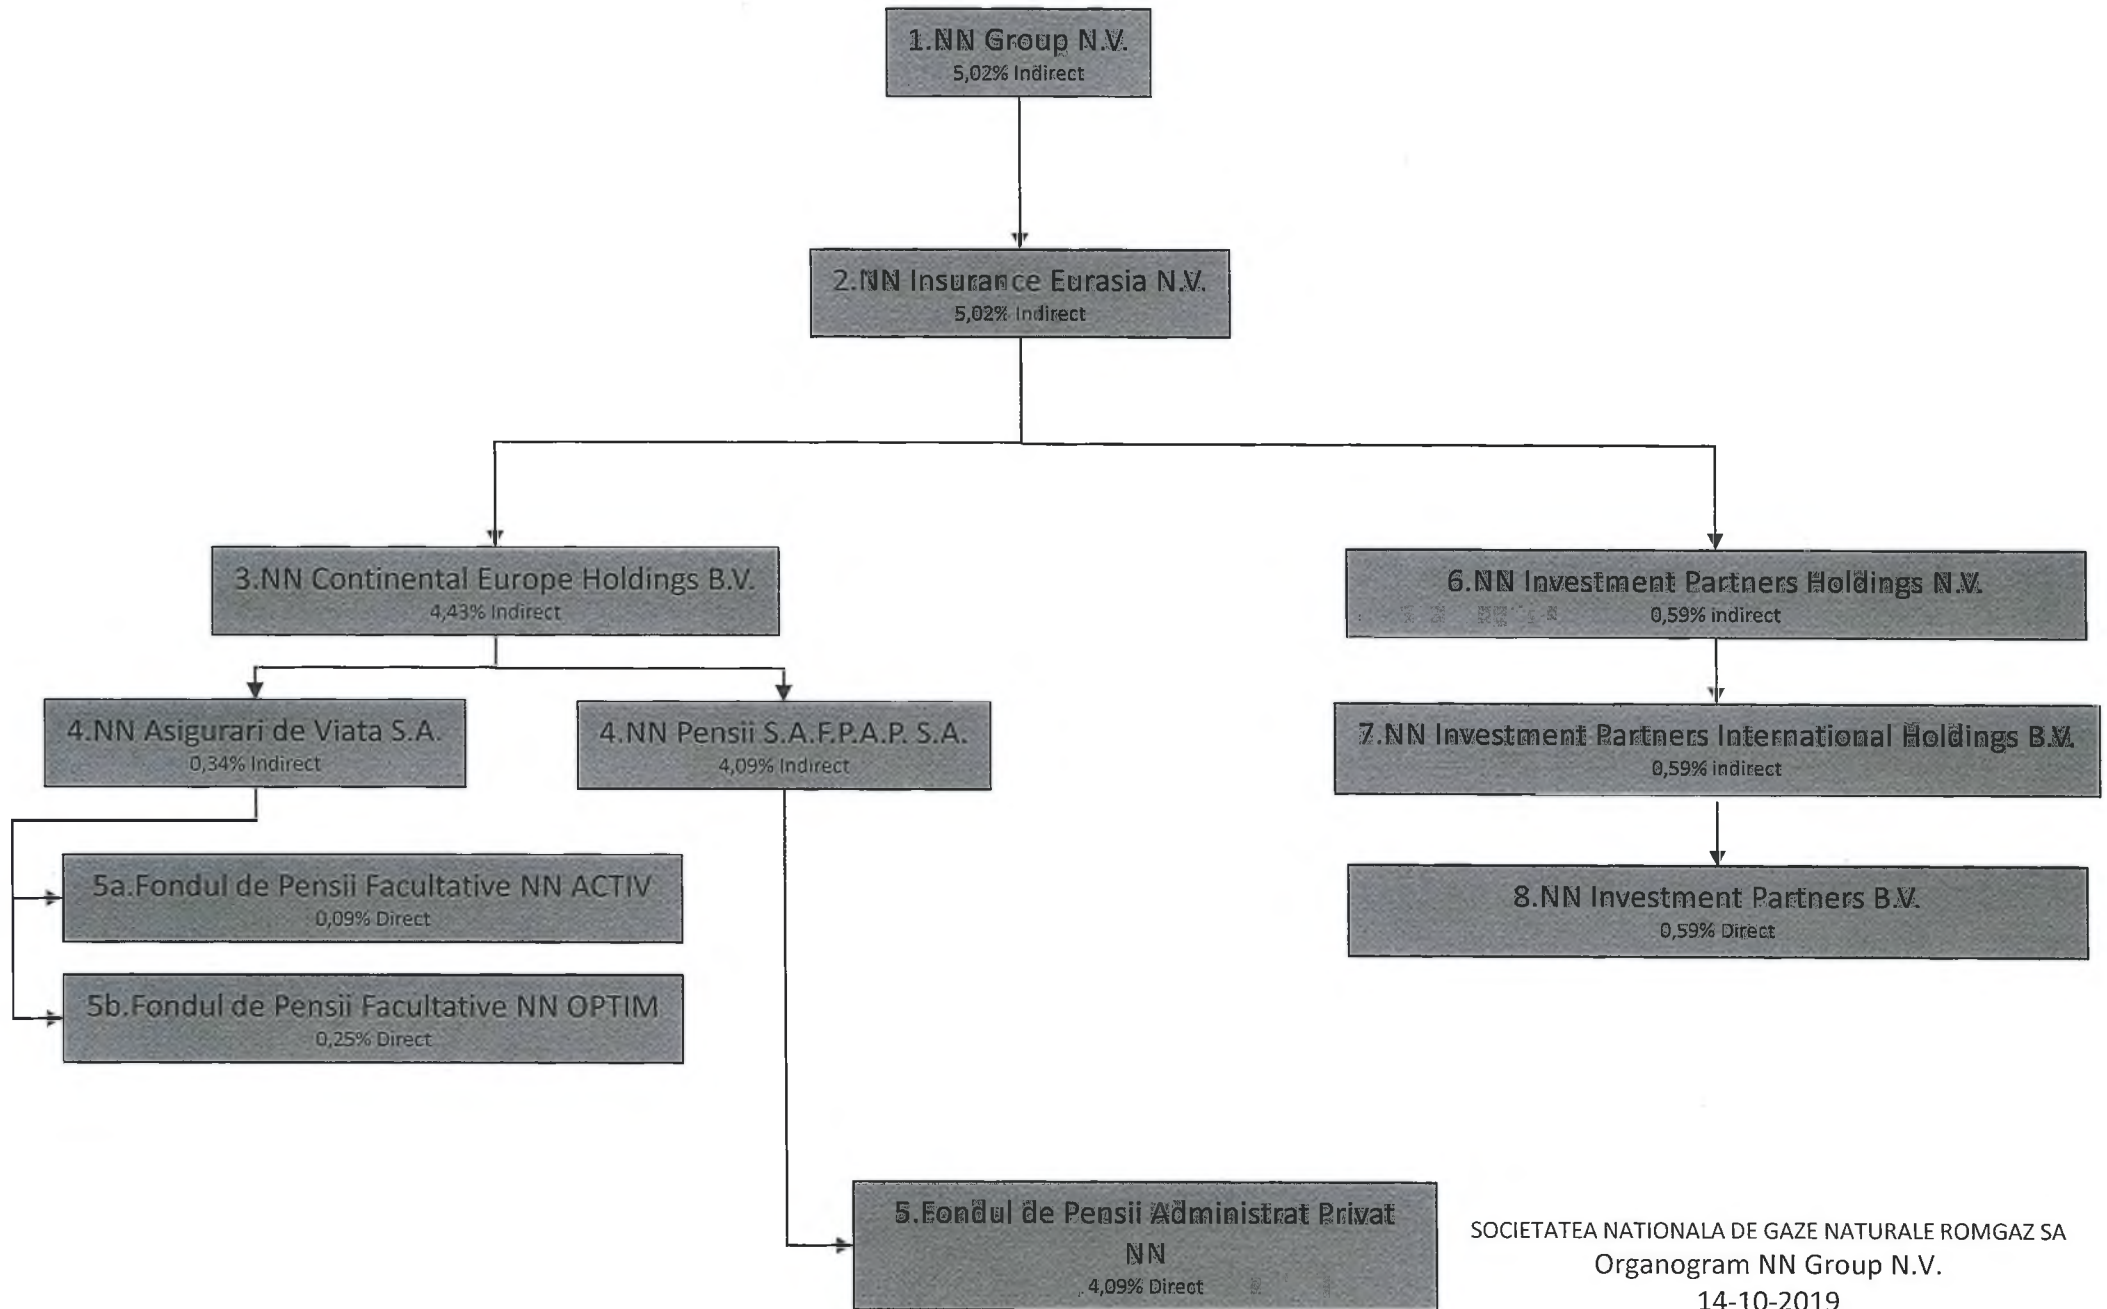 1.NN Group N.V.
5,02% Indirect
2.NN Insurance Eurasia N.V.
5,02% Indirect
3.NN Continental Europe Holdings B.V.
4,43% Indirect
6.NN Investment Partners Holdings N.V.
0,59% indirect
4.NN Asigurari de Viata S.A.
0,34% Indirect
4.NN Pensii S.A.F.P.A.P. S.A.
4,09% Indirect
7.NN Investment Partners International Holdings B.V.
0,59% indirect
5a.Fondul de Pensii Facultative NN ACTIV
0,09% Direct
8.NN Investment Partners B.V.
0,59% Direct
5b.Fondul de Pensii Facultative NN OPTIM
0,25% Direct
5.Fondul de Pensii Administrat Privat
NN
4,09% Direct
SOCIETATEA NATIONALA DE GAZE NATURALE ROMGAZ SA
Organogram NN Group N.V.
14-10-2019